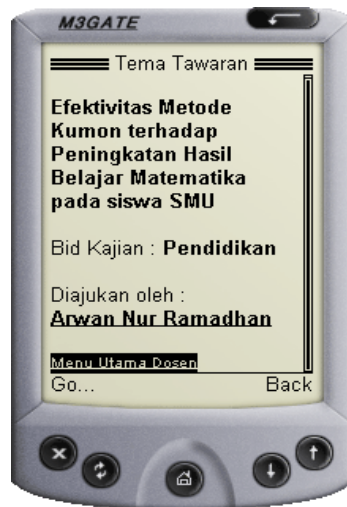 M3GATE
Tema Tawaran
Efektivitas Metode
Kumon terhadap
Peningkatan Hasil
Belajar Matematika
pada siswa SMU
Bid Kajian : Pendidikan
Diajukan oleh :
Arwan Nur Ramadhan
Menu Utama Dosen
Go... Back